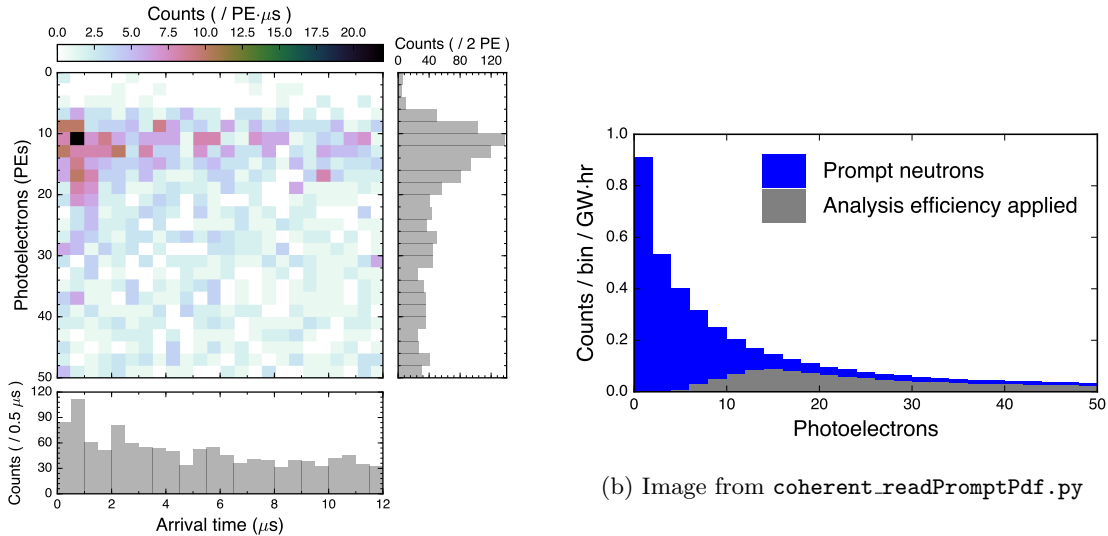 Counts ( / PE·μs )
0.0 2.5 5.0 7.5 10.0 12.5 15.0 17.5 20.0
Counts ( / 2 PE )
0 40 80 120
Photoelectrons (PEs)
0
10
20
30
40
50
Counts ( / 0.5 μs )
120
90
60
30
0
0 2 4 6 8 10 12
Arrival time (μs)
Counts / bin / GW·hr
1.0
0.8
0.6
0.4
0.2
0.0
Prompt neutrons
Analysis efficiency applied
0 10 20 30 40 50
Photoelectrons
(b) Image from coherent_readPromptPdf.py